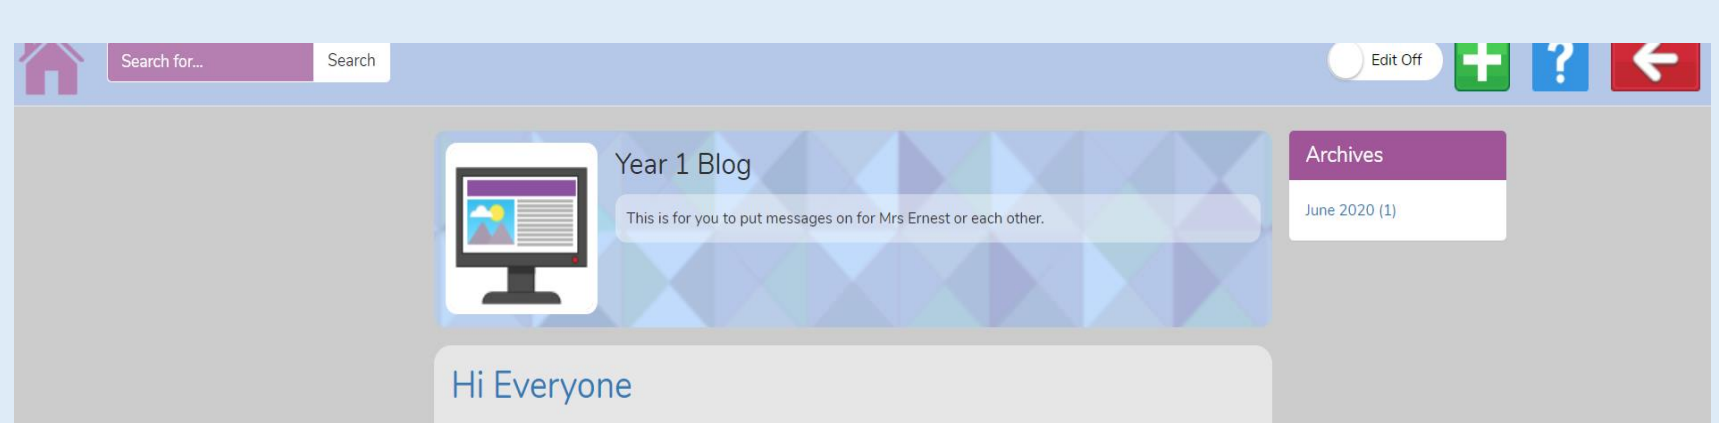 Search for...
Search
Edit Off
?
Year 1 Blog
This is for you to put messages on for Mrs Ernest or each other.
Archives
June 2020 (1)
Hi Everyone